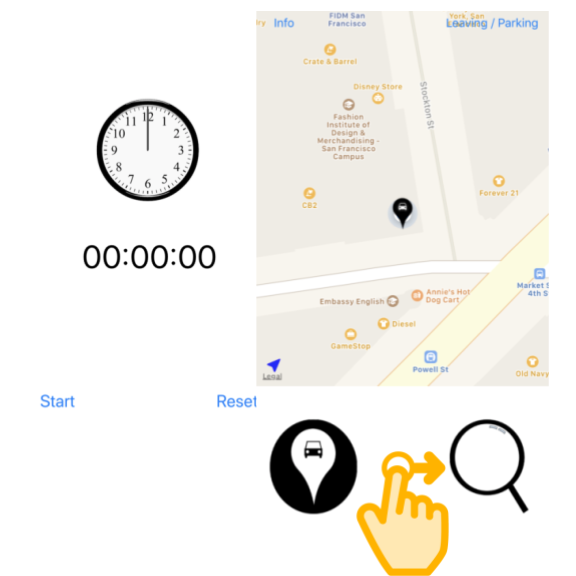 12
11 1
10 2
9 3
8 4
7 5
6
00:00:00
Start
Reset
ry Info
FIDM San
Francisco
York, San
Leaving / Parking
Crate & Barrel
Disney Store
Stockton St
Fashion
Institute of
Design &
Merchandising -
San Francisco
Campus
Forever 21
CB2
Market S
4th S
Annie's Hot
Dog Cart
Embassy English
Diesel
GameStop
Powell St
Old Navy
Legal